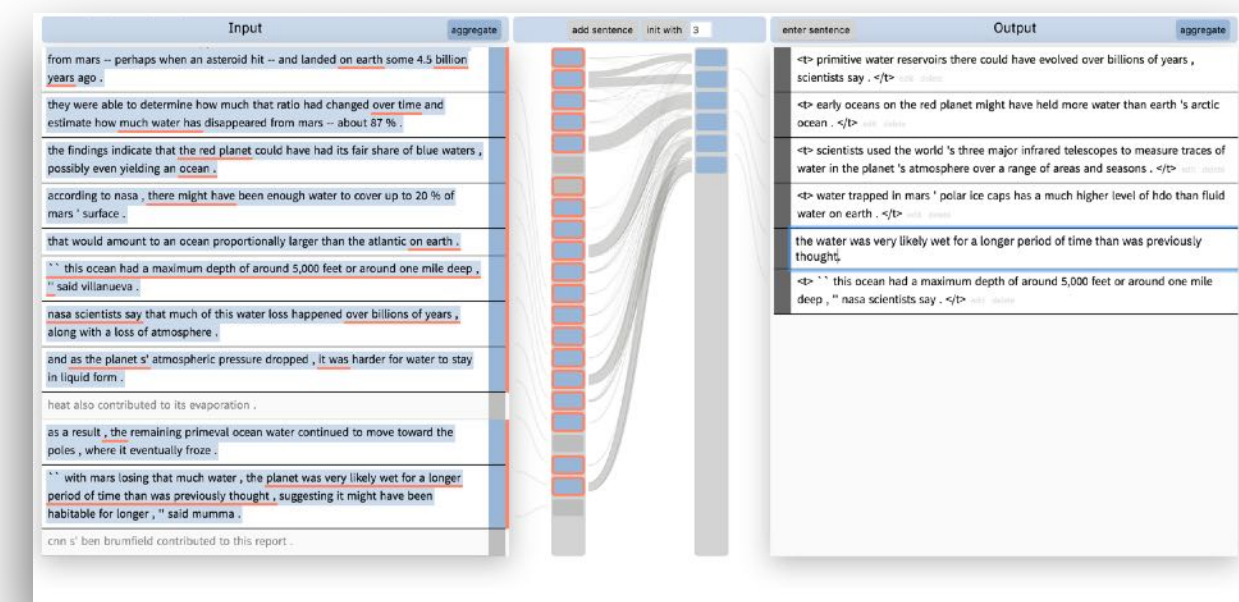 Input
aggregate
from mars -- perhaps when an asteroid hit -- and landed on earth some 4.5 billion
years ago .
they were able to determine how much that ratio had changed over time and
estimate how much water has disappeared from mars -- about 87 % .
the findings indicate that the red planet could have had its fair share of blue waters ,
possibly even yielding an ocean .
according to nasa , there might have been enough water to cover up to 20 % of
mars ' surface .
that would amount to an ocean proportionally larger than the atlantic on earth .
`` this ocean had a maximum depth of around 5,000 feet or around one mile deep ,
'' said villanueva .
nasa scientists say that much of this water loss happened over billions of years ,
along with a loss of atmosphere .
and as the planet s' atmospheric pressure dropped , it was harder for water to stay
in liquid form .
heat also contributed to its evaporation .
as a result , the remaining primeval ocean water continued to move toward the
poles , where it eventually froze .
`` with mars losing that much water , the planet was very likely wet for a longer
period of time than was previously thought , suggesting it might have been
habitable for longer , '' said mumma .
cnn s' ben brumfield contributed to this report .
add sentence init with 3
enter sentence
Output
aggregate
<t> primitive water reservoirs there could have evolved over billions of years ,
scientists say . </t> edit delete
<t> early oceans on the red planet might have held more water than earth 's arctic
ocean . </t> edit delete
<t> scientists used the world 's three major infrared telescopes to measure traces of
water in the planet 's atmosphere over a range of areas and seasons . </t> edit delete
<t> water trapped in mars ' polar ice caps has a much higher level of hdo than fluid
water on earth . </t> edit delete
the water was very likely wet for a longer period of time than was previously
thought.
<t> `` this ocean had a maximum depth of around 5,000 feet or around one mile
deep , '' nasa scientists say . </t> edit delete